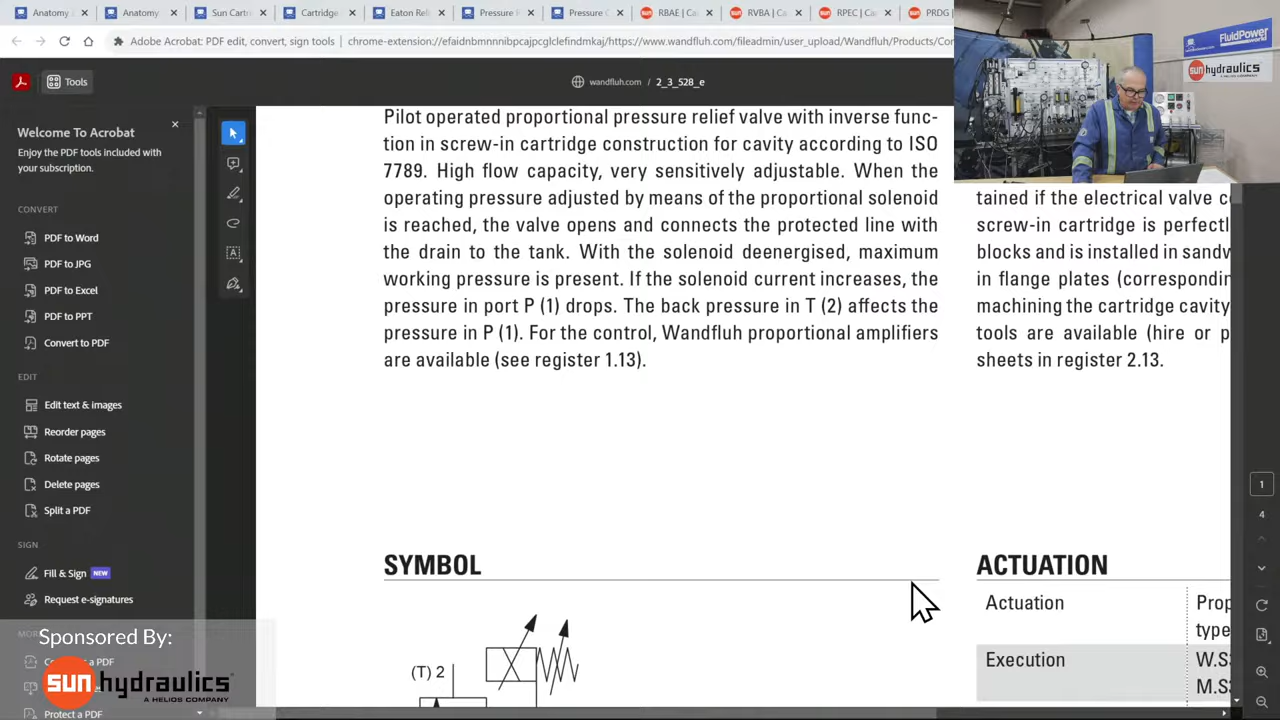 Anatomy
Anatomy
Sun Cartr
Cartridge
Eaton Reli
Pressure R
Pressure C
RBAE | Ca
RVBA | Ca
RPEC | Ca
PRDG
Adobe Acrobat: PDF edit, convert, sign tools
chrome-extension://efaidnbmnnnibpcajpcglclefindmkaj/https://www.wandfluh.com/fileadmin/user_upload/Wandfluh/Products/Con
Tools
wandfluh.com / 2_3_528_e
FluidPower
World
sun hydraulics
A HELIOS COMPANY
Welcome To Acrobat
Enjoy the PDF tools included with
your subscription.
CONVERT
PDF to Word
PDF to JPG
PDF to Excel
PDF to PPT
Convert to PDF
EDIT
Edit text & images
Reorder pages
Rotate pages
Delete pages
Split a PDF
SIGN
Fill & Sign NEW
Request e-signatures
MOR
Protect a PDF
Pilot operated proportional pressure relief valve with inverse func-
tion in screw-in cartridge construction for cavity according to ISO
7789. High flow capacity, very sensitively adjustable. When the
operating pressure adjusted by means of the proportional solenoid
is reached, the valve opens and connects the protected line with
the drain to the tank. With the solenoid deenergised, maximum
working pressure is present. If the solenoid current increases, the
pressure in port P (1) drops. The back pressure in T (2) affects the
pressure in P (1). For the control, Wandfluh proportional amplifiers
are available (see register 1.13).
tained if the electrical valve c
screw-in cartridge is perfectl
blocks and is installed in sandw
in flange plates (correspondin
machining the cartridge cavity
tools are available (hire or p
sheets in register 2.13.
SYMBOL
(T) 2
ACTUATION
Actuation
Prop
type
Execution
W.S3
M.S3
1
4
Sponsored By:
sun hydraulics
A HELIOS COMPANY